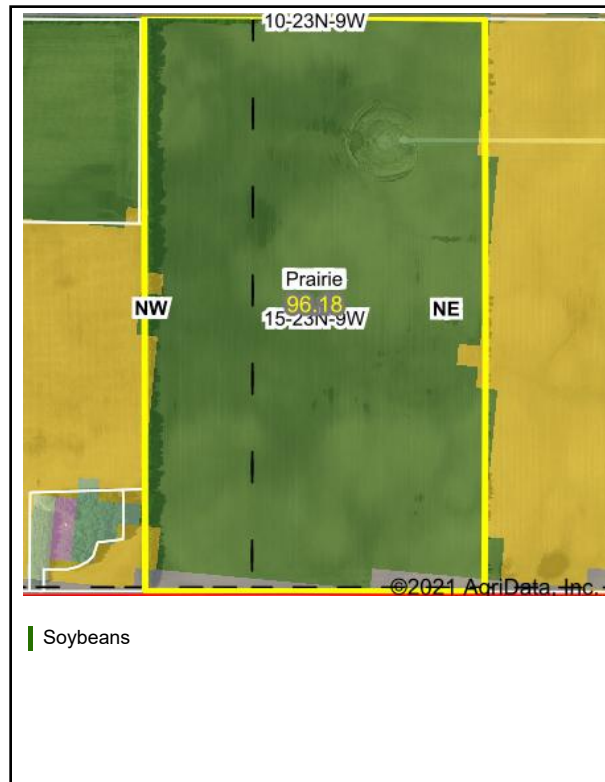 10-23N-9W
Prairie
96.18
NW
15-23N-9W
NE
©2021 AgriData, Inc.
Soybeans